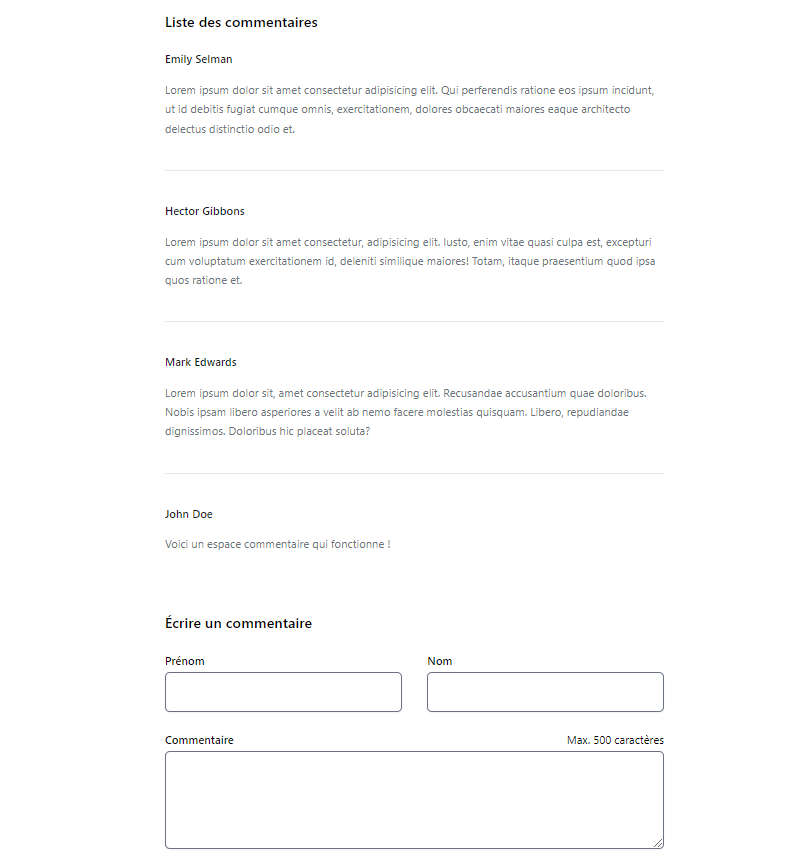 Liste des commentaires
Emily Selman
Lorem ipsum dolor sit amet consectetur adipisicing elit. Qui perferendis ratione eos ipsum incidunt,
ut id debitis fugiat cumque omnis, exercitationem, dolores obcaecati maiores eaque architecto
delectus distinctio odio et.
Hector Gibbons
Lorem ipsum dolor sit amet consectetur, adipisicing elit. Iusto, enim vitae quasi culpa est, excepturi
cum voluptatum exercitationem id, deleniti similique maiores! Totam, itaque praesentium quod ipsa
quos ratione et.
Mark Edwards
Lorem ipsum dolor sit, amet consectetur adipisicing elit. Recusandae accusantium quae doloribus.
Nobis ipsam libero asperiores a velit ab nemo facere molestias quisquam. Libero, repudiandae
dignissimos. Doloribus hic placeat soluta?
John Doe
Voici un espace commentaire qui fonctionne !
Écrire un commentaire
Prénom Nom
Commentaire Max. 500 caractères